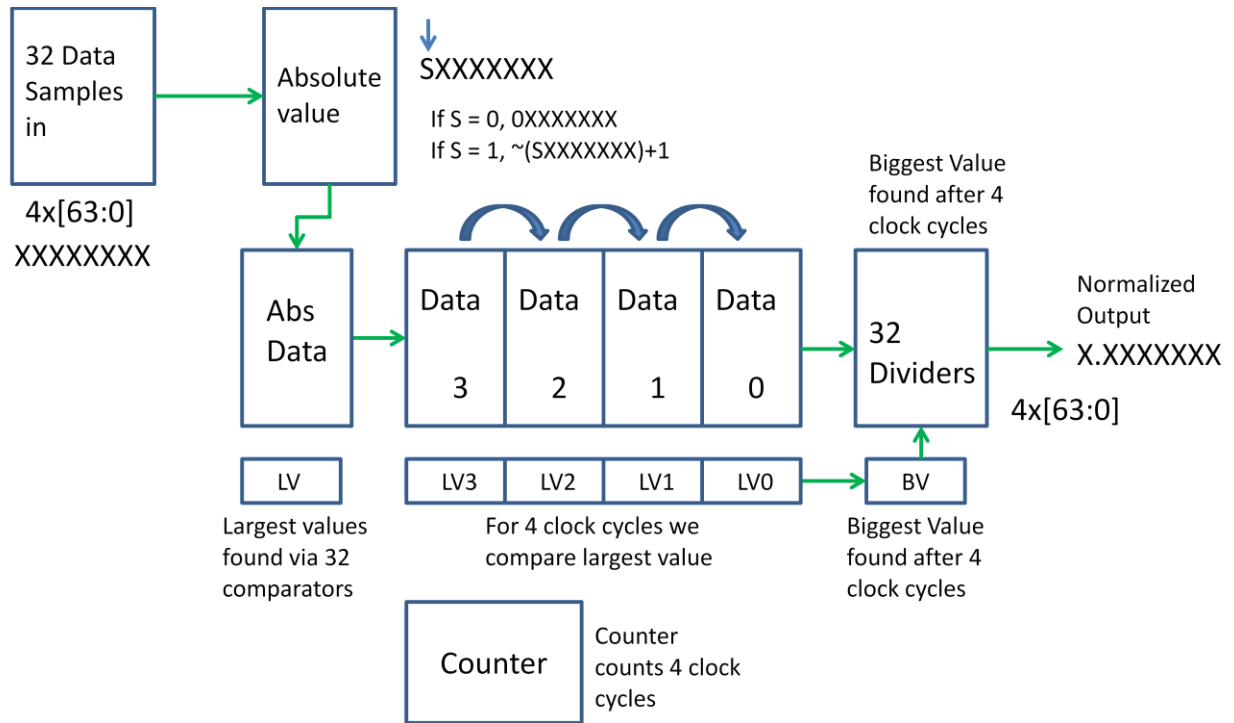 32 Data
Samples
in
4x[63:0]
XXXXXXXX
Absolute
value
SXXXXXXX
If S = 0, 0XXXXXXX
If S = 1, ~(SXXXXXXX)+1
Abs
Data
Data
3
Data
2
Data
1
Data
0
Biggest Value
found after 4
clock cycles
32
Dividers
Normalized
Output
X.XXXXXXX
4x[63:0]
LV
Largest values
found via 32
comparators
LV3
LV2
LV1
LV0
For 4 clock cycles we
compare largest value
BV
Biggest Value
found after 4
clock cycles
Counter
Counter
counts 4 clock
cycles